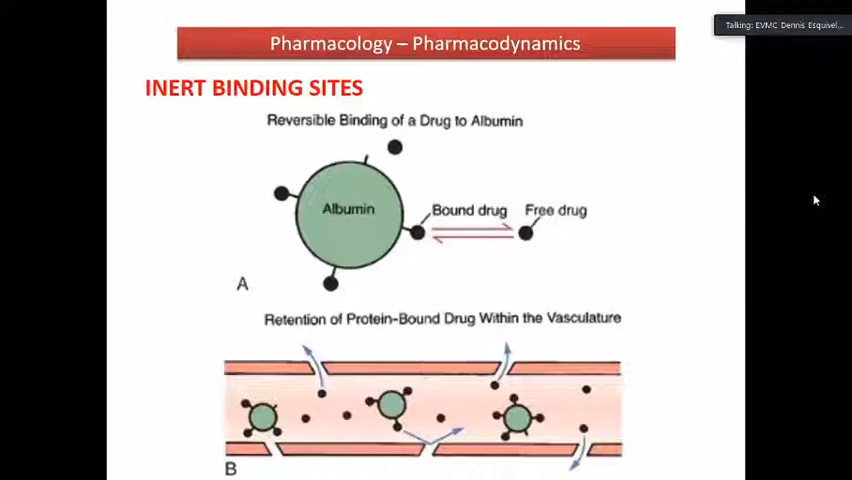 Talking: EVMC Dennis Esquivel...
Pharmacology – Pharmacodynamics
INERT BINDING SITES
Reversible Binding of a Drug to Albumin
Albumin
Bound drug
Free drug
A
Retention of Protein-Bound Drug Within the Vasculature
B